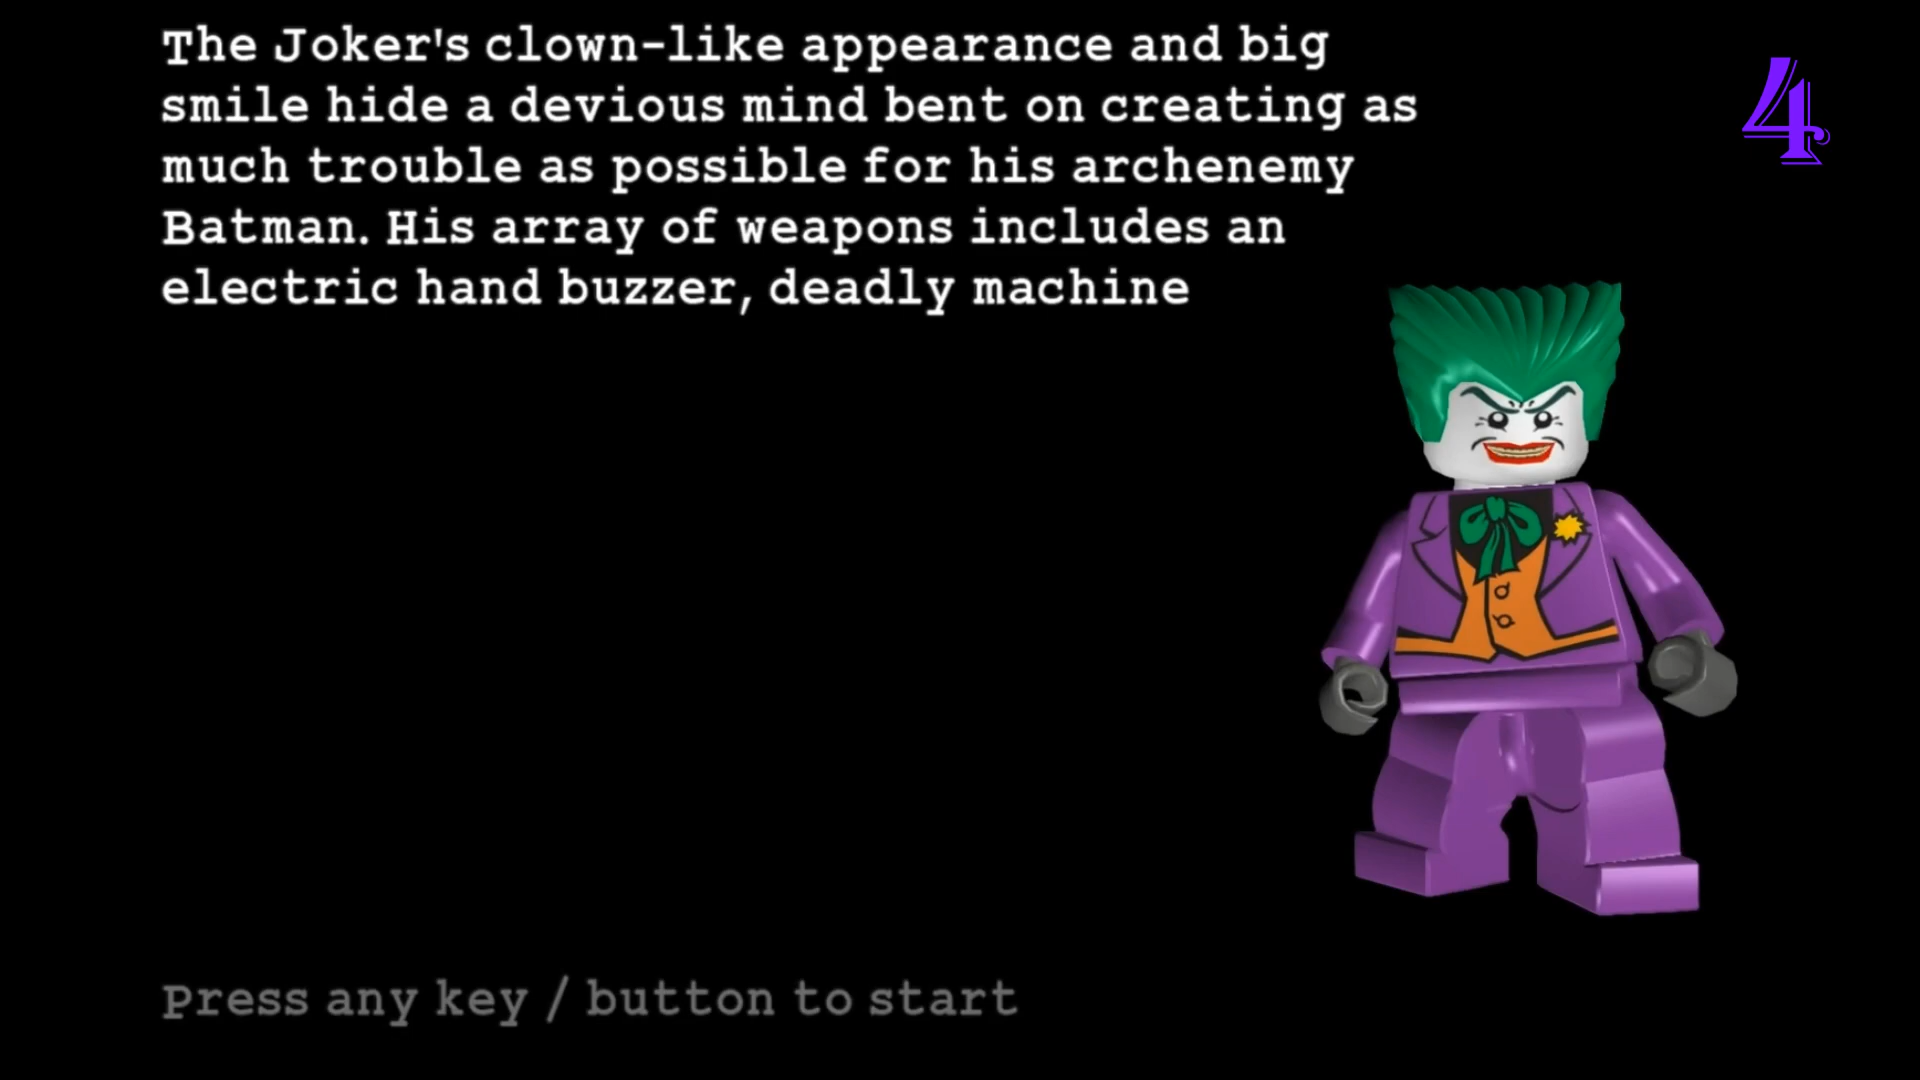 The Joker's clown-like appearance and big
smile hide a devious mind bent on creating as
much trouble as possible for his archenemy
Batman. His array of weapons includes an
electric hand buzzer, deadly machine
4
Press any key / button to start